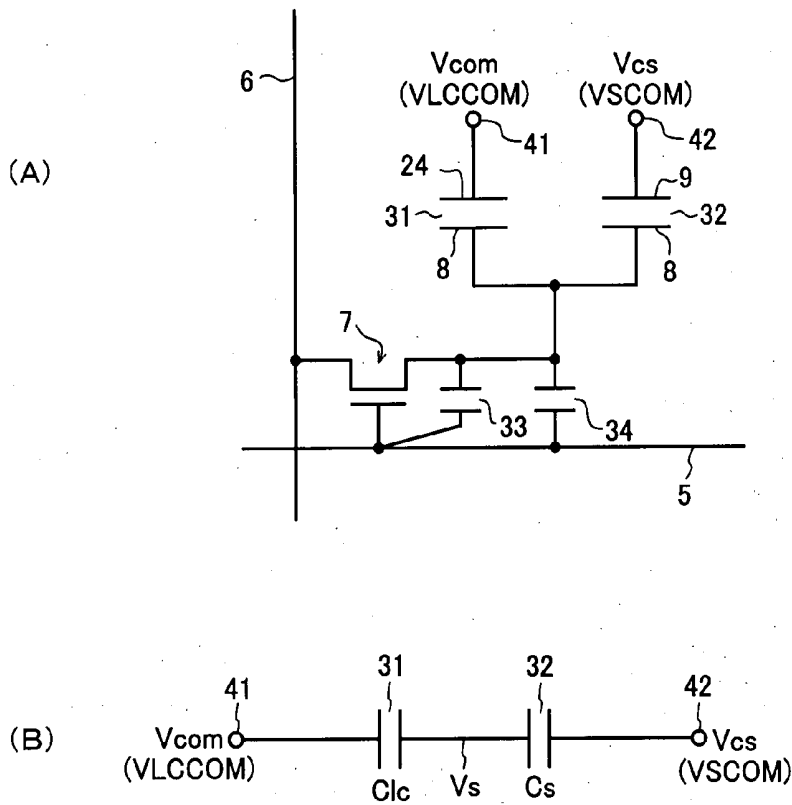 6
Vcom Vcs
(VLCCOM) (VSCOM)
(A)
41 42
24 9
31 32
8 8
7
33 34
5
31 32
41 42
(B)
Vcom Vcs
(VLCCOM) (VSCOM)
Clc Vs Cs